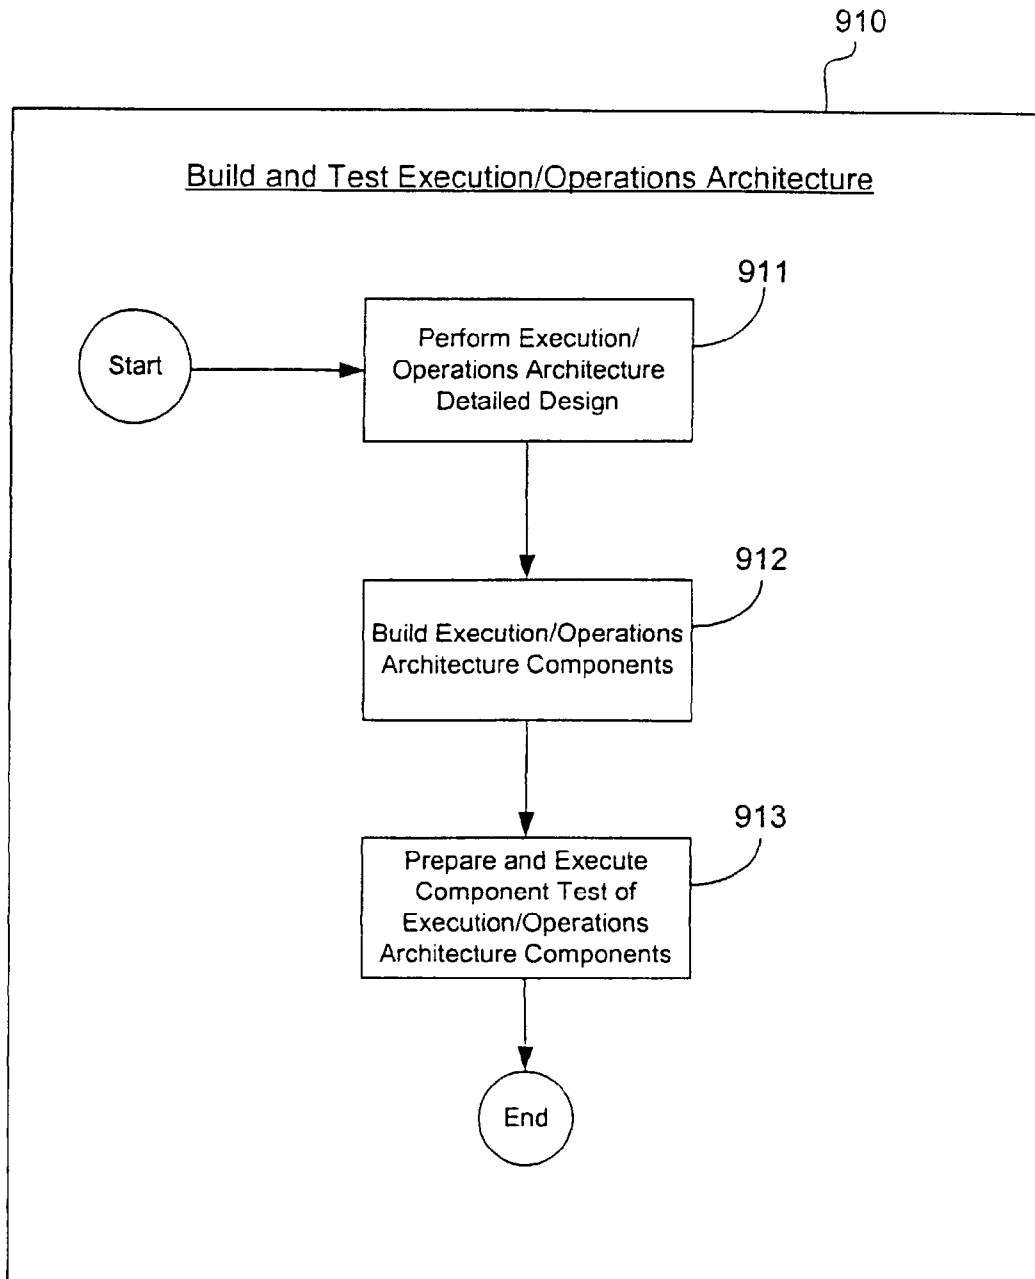 910
Build and Test Execution/Operations Architecture
911
Start
Perform Execution/
Operations Architecture
Detailed Design
912
Build Execution/Operations
Architecture Components
913
Prepare and Execute
Component Test of
Execution/Operations
Architecture Components
End